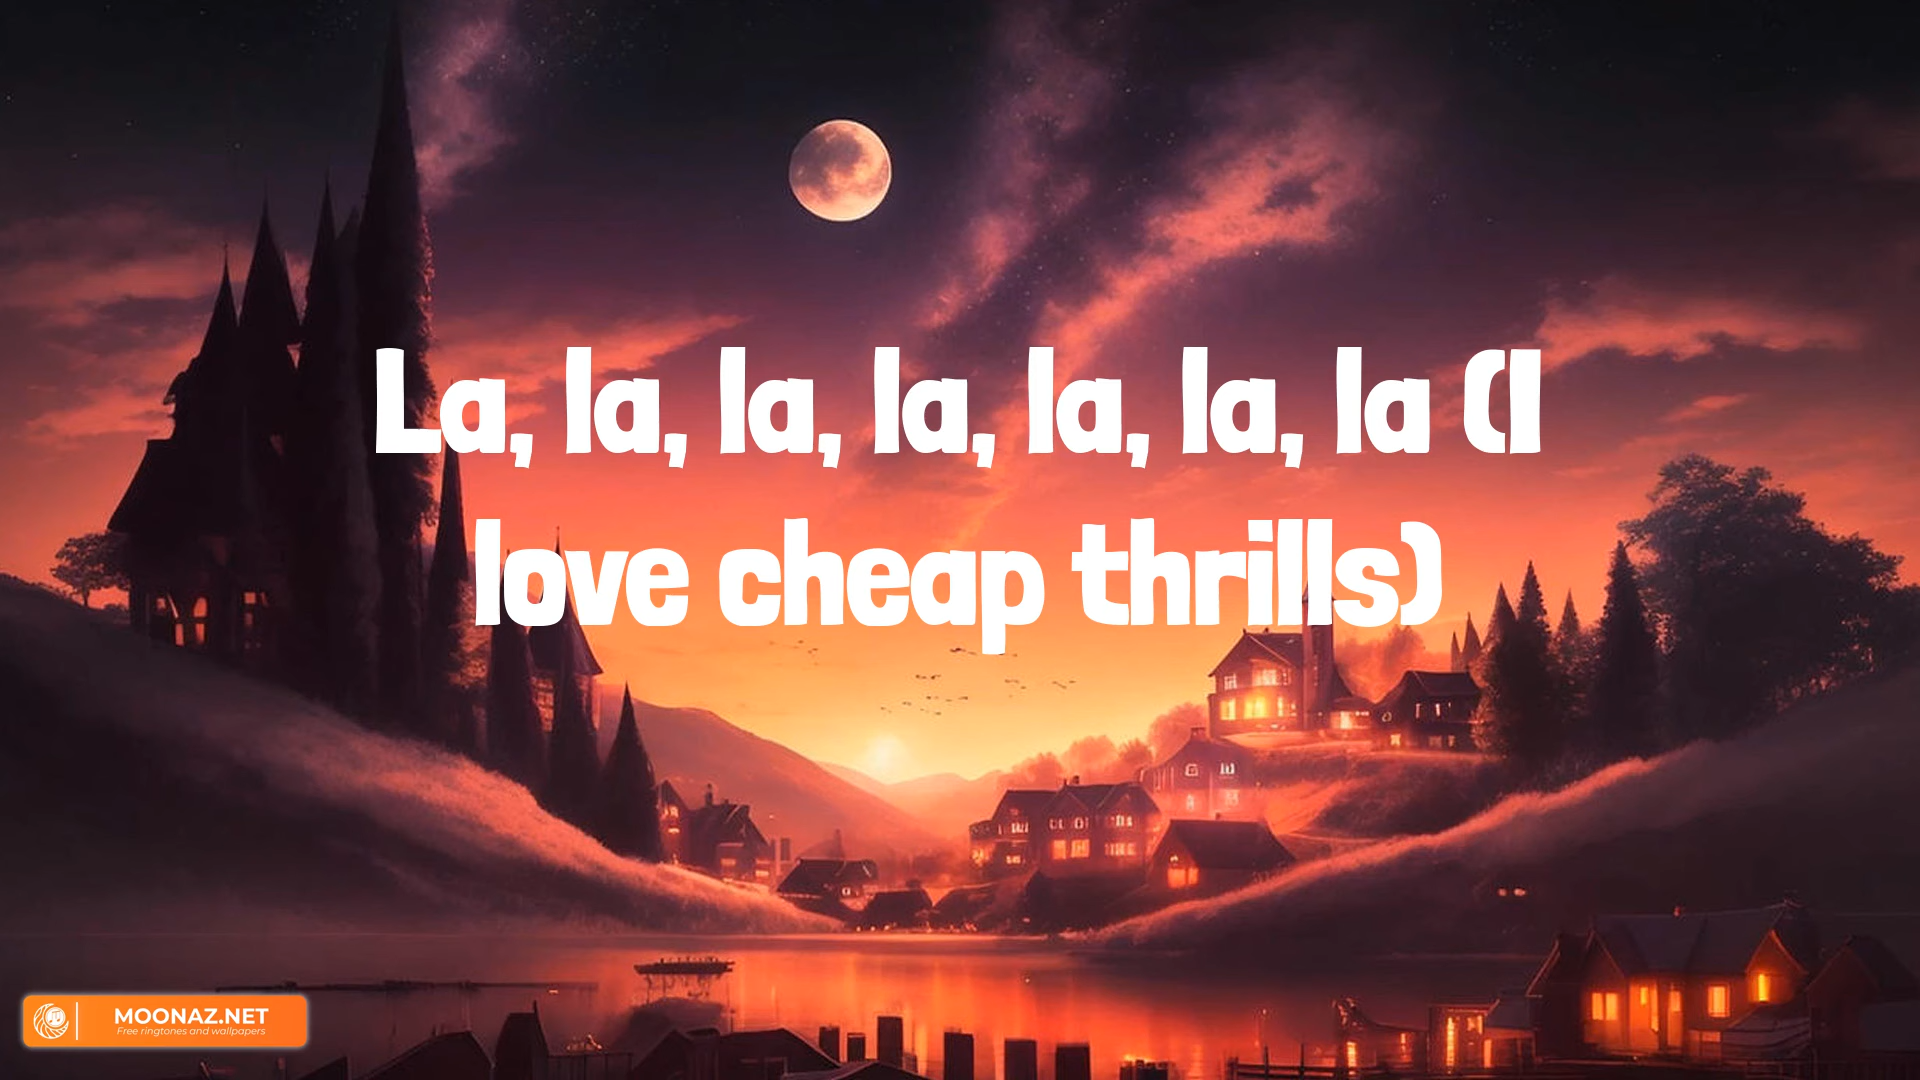 La, la, la, la, la, la, la (I
love cheap thrills)
MOONAZ.NET
Free ringtones and wallpapers